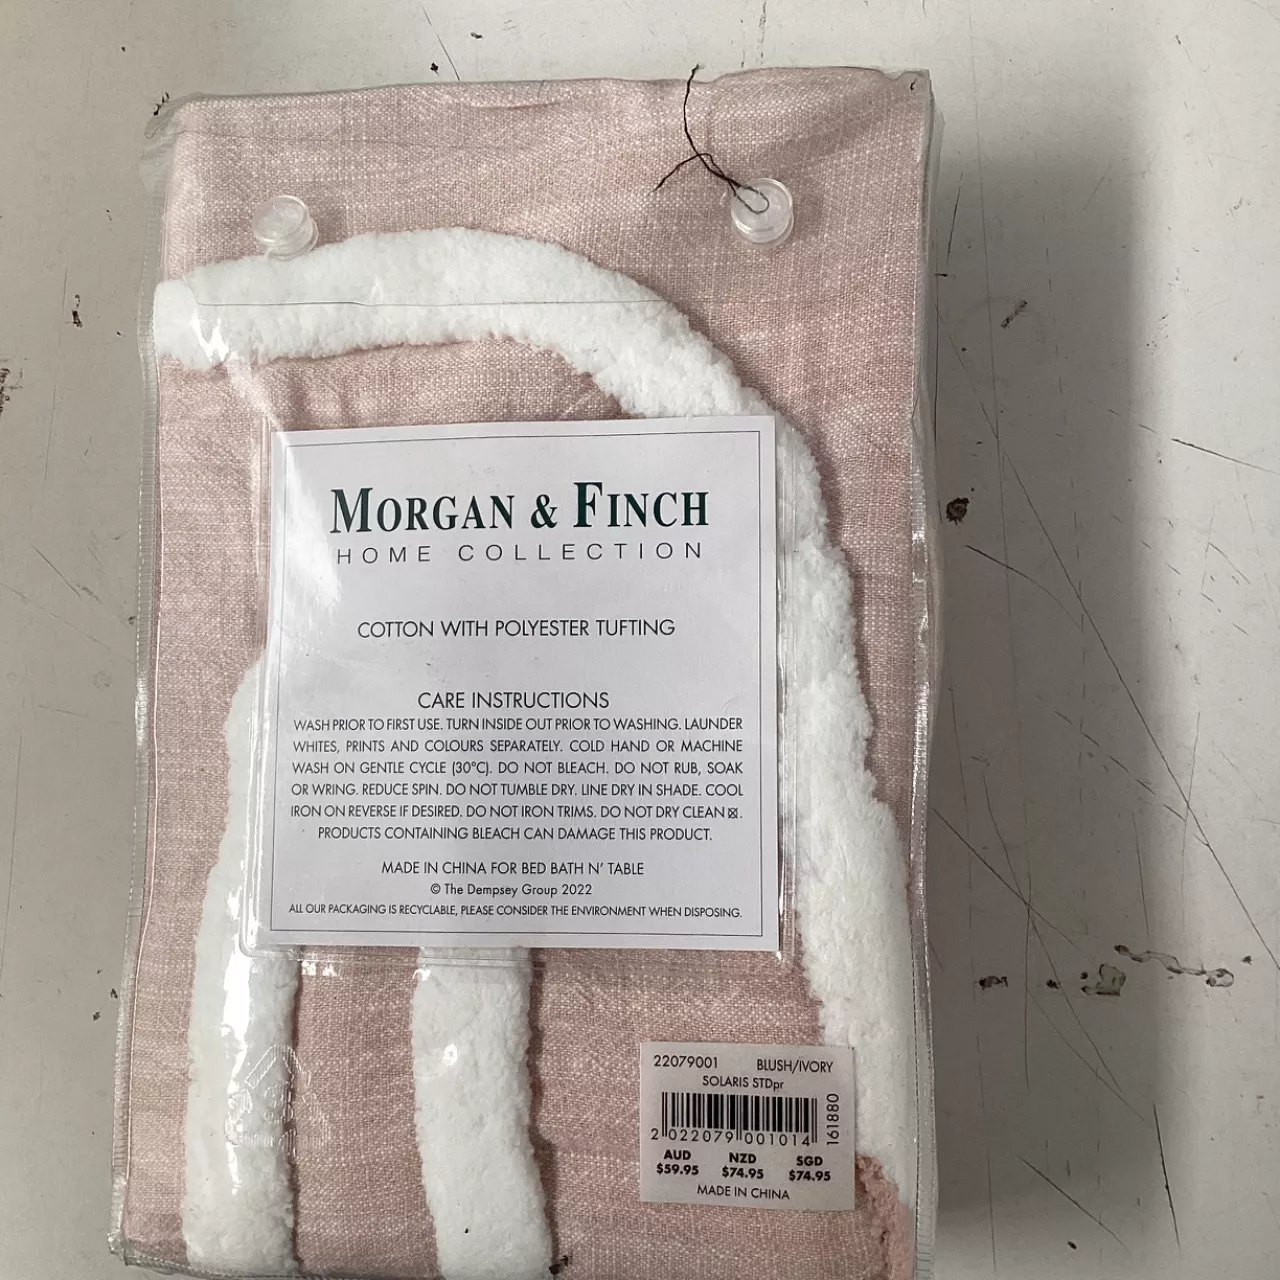 MORGAN & FINCH
HOME COLLECTION
COTTON WITH POLYESTER TUFTING
CARE INSTRUCTIONS
WASH PRIOR TO FIRST USE. TURN INSIDE OUT PRIOR TO WASHING. LAUNDER
WHITES, PRINTS AND COLOURS SEPARATELY. COLD HAND OR MACHINE
WASH ON GENTLE CYCLE (30°C). DO NOT BLEACH. DO NOT RUB, SOAK
OR WRING. REDUCE SPIN. DO NOT TUMBLE DRY. LINE DRY IN SHADE. COOL
IRON ON REVERSE IF DESIRED. DO NOT IRON TRIMS. DO NOT DRY CLEAN ⊠.
PRODUCTS CONTAINING BLEACH CAN DAMAGE THIS PRODUCT.
MADE IN CHINA FOR BED BATH N' TABLE
© The Dempsey Group 2022
ALL OUR PACKAGING IS RECYCLABLE, PLEASE CONSIDER THE ENVIRONMENT WHEN DISPOSING.
22079001 BLUSH/IVORY
SOLARIS STDpr
161880
2 022079 001014
AUD NZD SGD
$59.95 $74.95 $74.95
MADE IN CHINA